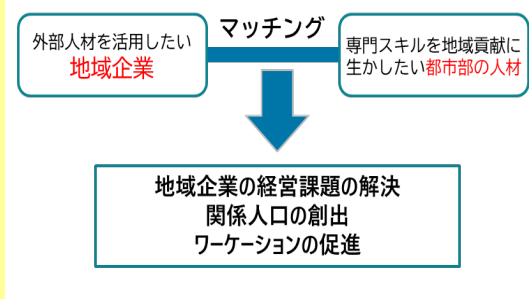 マッチング
外部人材を活用したい
地域企業
専門スキルを地域貢献に
生かしたい都市部の人材
地域企業の経営課題の解決
関係人口の創出
ワーケーションの促進